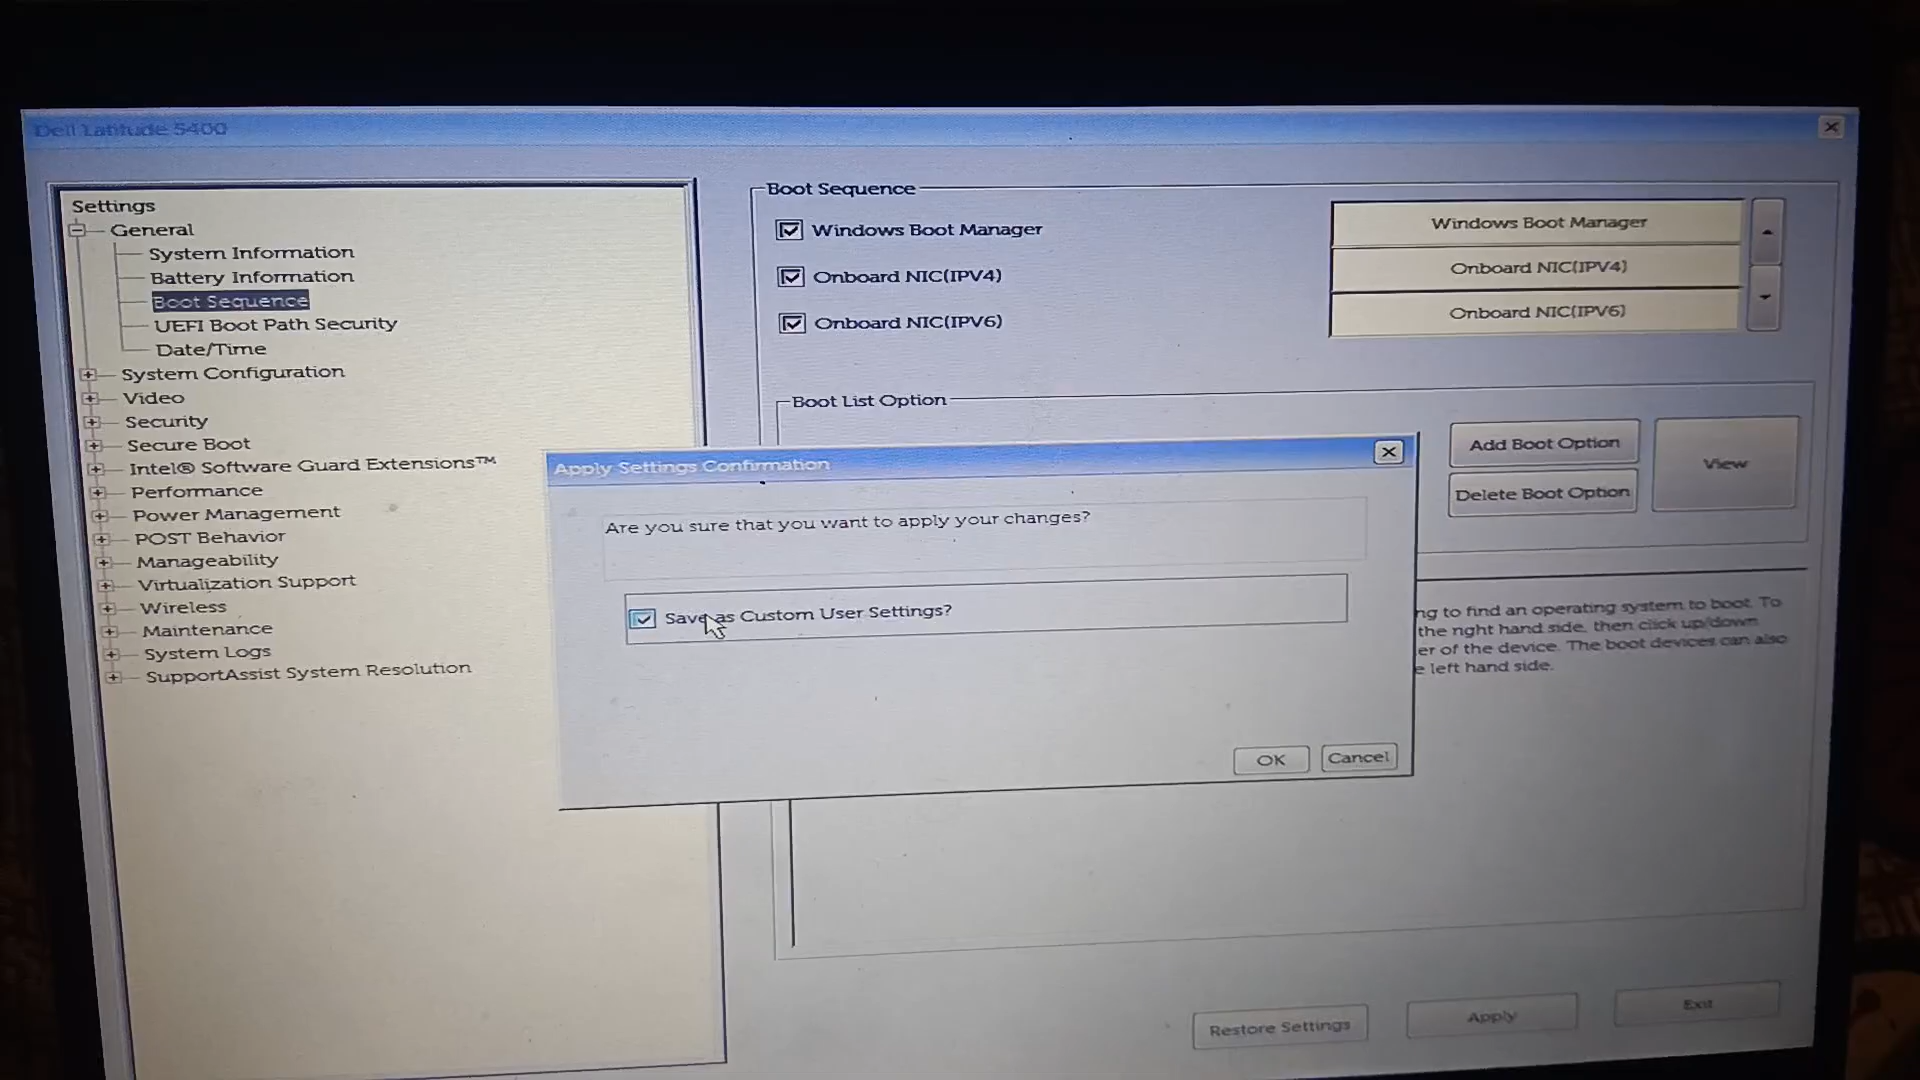 Dell Latitude 5400
Settings
General
System Information
Battery Information
Boot Sequence
UEFI Boot Path Security
Date/Time
System Configuration
Video
Security
Secure Boot
Intel® Software Guard Extensions™
Performance
Power Management
POST Behavior
Manageability
Virtualization Support
Wireless
Maintenance
System Logs
SupportAssist System Resolution
Boot Sequence
Windows Boot Manager
Onboard NIC(IPV4)
Onboard NIC(IPV6)
Windows Boot Manager
Onboard NIC(IPV4)
Onboard NIC(IPV6)
Boot List Option
Add Boot Option
Delete Boot Option
View
Apply Settings Confirmation
Are you sure that you want to apply your changes?
Save as Custom User Settings?
OK
Cancel
ng to find an operating system to boot. To
the right hand side, then click up/down
er of the device. The boot devices can also
e left hand side.
Restore Settings
Apply
Exit